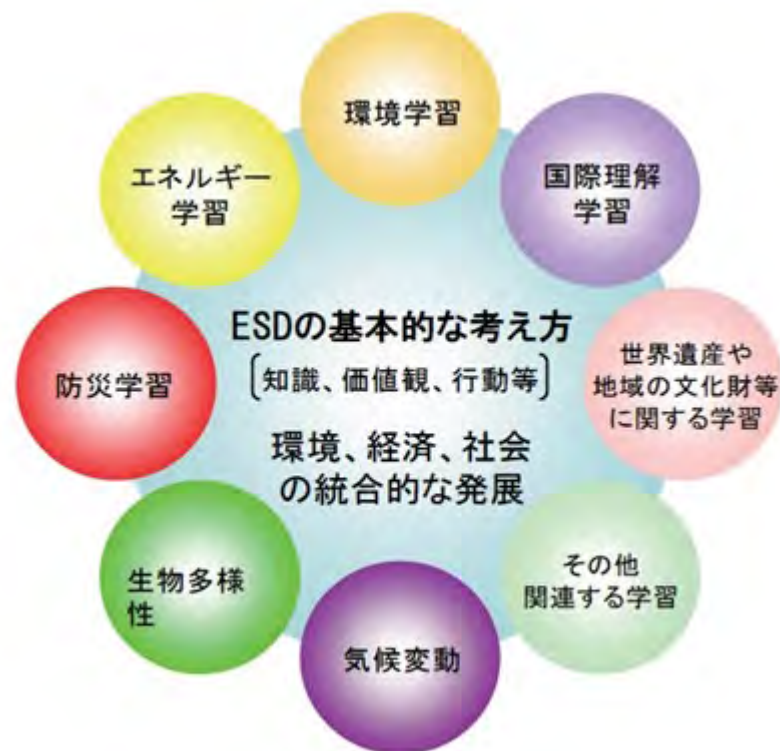 環境学習
国際理解
学習
世界遺産や
地域の文化財等
に関する学習
その他
関連する学習
気候変動
生物多様
性
防災学習
エネルギー
学習
ESDの基本的な考え方
[知識、価値観、行動等]
環境、経済、社会
の統合的な発展